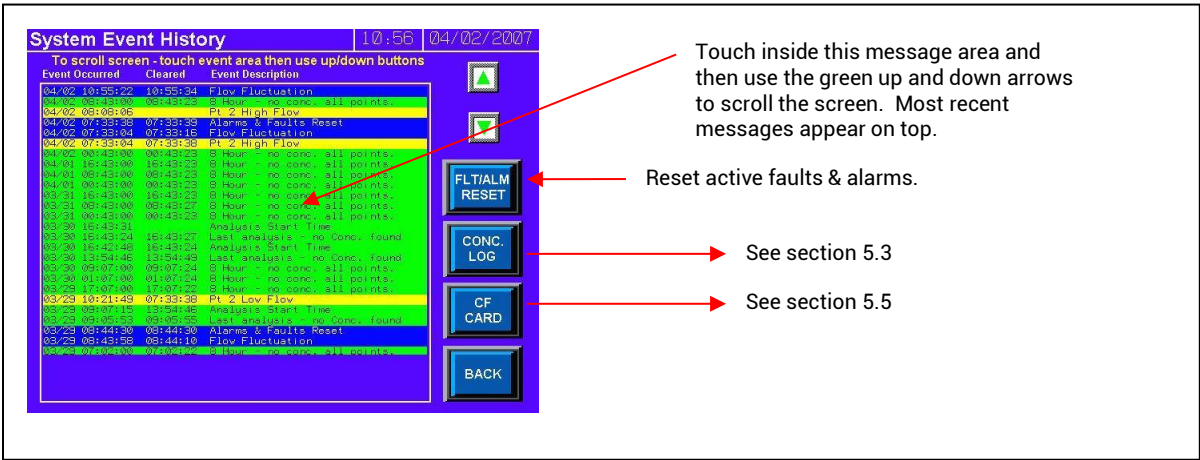 System Event History 10:56 04/02/2007
To scroll screen - touch event area then use up/down buttons
Event Occurred Cleared Event Description
04/02 10:55:22 10:55:34 Flow Fluctuation
04/02 08:43:00 08:43:23 8 Hour - no conc. all points.
04/02 08:08:06 Pt 2 High Flow
04/02 07:33:38 07:33:39 Alarms & Faults Reset
04/02 07:33:04 07:33:16 Flow Fluctuation
04/02 07:33:04 07:33:38 Pt 2 High Flow
04/02 00:43:00 00:43:23 8 Hour - no conc. all points.
04/01 16:43:00 16:43:23 8 Hour - no conc. all points.
04/01 08:43:00 08:43:23 8 Hour - no conc. all points.
04/01 00:43:00 00:43:23 8 Hour - no conc. all points.
03/31 16:43:00 16:43:23 8 Hour - no conc. all points.
03/31 08:43:00 08:43:27 8 Hour - no conc. all points.
03/31 00:43:00 00:43:23 8 Hour - no conc. all points.
03/30 16:43:31 Analysis Start Time
03/30 16:43:24 16:43:27 Last analysis - no Conc. found
03/30 16:42:48 16:43:24 Analysis Start Time
03/30 13:54:46 13:54:49 Last analysis - no Conc. found
03/30 09:07:00 09:07:24 8 Hour - no conc. all points.
03/30 01:07:00 01:07:24 8 Hour - no conc. all points.
03/29 17:07:00 17:07:22 8 Hour - no conc. all points.
03/29 10:21:49 07:33:38 Pt 2 Low Flow
03/29 09:07:15 13:54:46 Analysis Start Time
03/29 09:05:53 09:05:55 Last analysis - no Conc. found
03/29 08:44:30 08:44:30 Alarms & Faults Reset
03/29 08:43:58 08:44:10 Flow Fluctuation
03/29 07:02:00 07:02:22 8 Hour - no conc. all points.
FLT/ALM
RESET
CONC.
LOG
CF
CARD
BACK
Touch inside this message area and
then use the green up and down arrows
to scroll the screen. Most recent
messages appear on top.
Reset active faults & alarms.
See section 5.3
See section 5.5